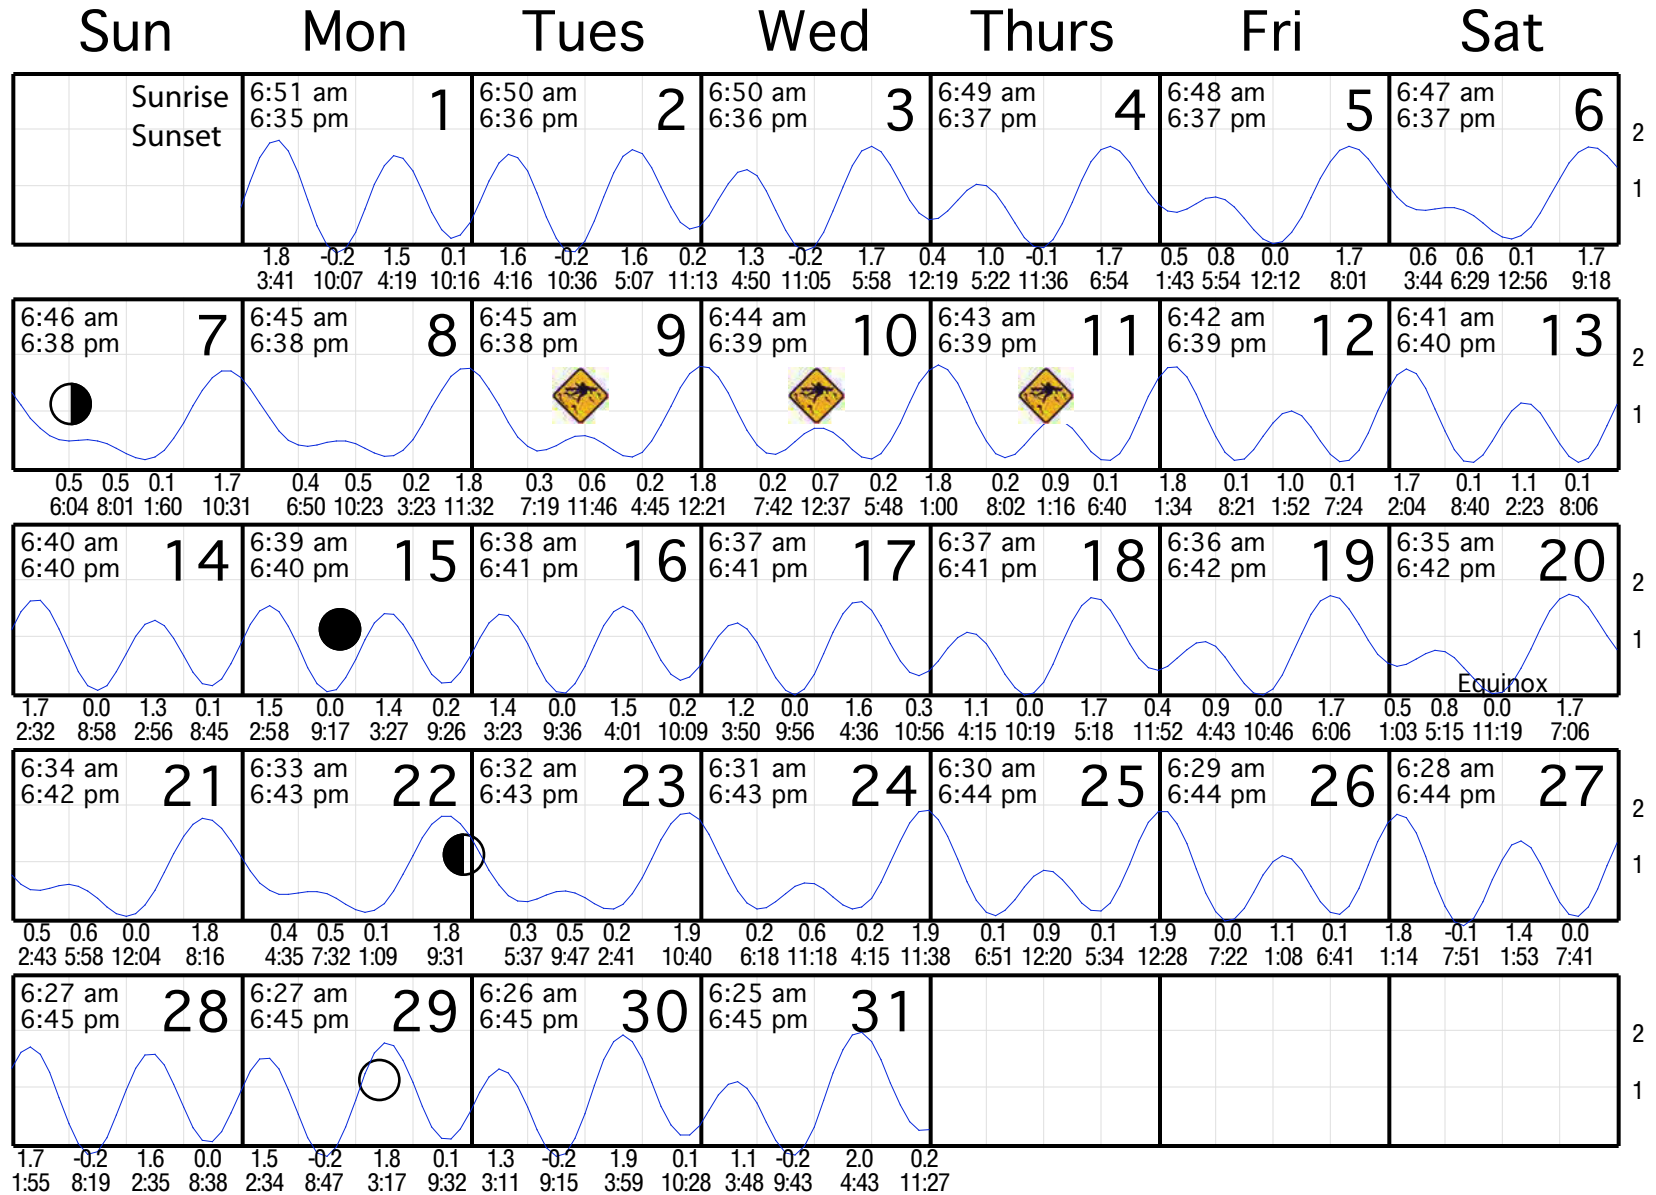 Sun Mon Tues Wed Thurs Fri Sat
Sunrise 6:51 am 1 6:50 am 2 6:50 am 3 6:49 am 4 6:48 am 5 6:47 am 6
Sunset 6:35 pm 6:36 pm 6:36 pm 6:37 pm 6:37 pm 6:37 pm
2
1
1.8 -0.2 1.5 0.1 1.6 -0.2 1.6 0.2 1.3 -0.2 1.7 0.4 1.0 -0.1 1.7 0.5 0.8 0.0 1.7 0.6 0.6 0.1 1.7
3:41 10:07 4:19 10:16 4:16 10:36 5:07 11:13 4:50 11:05 5:58 12:19 5:22 11:36 6:54 1:43 5:54 12:12 8:01 3:44 6:29 12:56 9:18
6:46 am 7 6:45 am 8 6:45 am 9 6:44 am 10 6:43 am 11 6:42 am 12 6:41 am 13
6:38 pm 6:38 pm 6:38 pm 6:39 pm 6:39 pm 6:39 pm 6:40 pm
2
1
0.5 0.5 0.1 1.7 0.4 0.5 0.2 1.8 0.3 0.6 0.2 1.8 0.2 0.7 0.2 1.8 0.2 0.9 0.1 1.8 0.1 1.0 0.1 1.7 0.1 1.1 0.1
6:04 8:01 1:60 10:31 6:50 10:23 3:23 11:32 7:19 11:46 4:45 12:21 7:42 12:37 5:48 1:00 8:02 1:16 6:40 1:34 8:21 1:52 7:24 2:04 8:40 2:23 8:06
6:40 am 14 6:39 am 15 6:38 am 16 6:37 am 17 6:37 am 18 6:36 am 19 6:35 am 20
6:40 pm 6:40 pm 6:41 pm 6:41 pm 6:41 pm 6:42 pm 6:42 pm
2
1
Equinox
1.7 0.0 1.3 0.1 1.5 0.0 1.4 0.2 1.4 0.0 1.5 0.2 1.2 0.0 1.6 0.3 1.1 0.0 1.7 0.4 0.9 0.0 1.7 0.5 0.8 0.0 1.7
2:32 8:58 2:56 8:45 2:58 9:17 3:27 9:26 3:23 9:36 4:01 10:09 3:50 9:56 4:36 10:56 4:15 10:19 5:18 11:52 4:43 10:46 6:06 1:03 5:15 11:19 7:06
6:34 am 21 6:33 am 22 6:32 am 23 6:31 am 24 6:30 am 25 6:29 am 26 6:28 am 27
6:42 pm 6:43 pm 6:43 pm 6:43 pm 6:44 pm 6:44 pm 6:44 pm
2
1
0.5 0.6 0.0 1.8 0.4 0.5 0.1 1.8 0.3 0.5 0.2 1.9 0.2 0.6 0.2 1.9 0.1 0.9 0.1 1.9 0.0 1.1 0.1 1.8 -0.1 1.4 0.0
2:43 5:58 12:04 8:16 4:35 7:32 1:09 9:31 5:37 9:47 2:41 10:40 6:18 11:18 4:15 11:38 6:51 12:20 5:34 12:28 7:22 1:08 6:41 1:14 7:51 1:53 7:41
6:27 am 28 6:27 am 29 6:26 am 30 6:25 am 31
6:45 pm 6:45 pm 6:45 pm 6:45 pm
2
1
1.7 -0.2 1.6 0.0 1.5 -0.2 1.8 0.1 1.3 -0.2 1.9 0.1 1.1 -0.2 2.0 0.2
1:55 8:19 2:35 8:38 2:34 8:47 3:17 9:32 3:11 9:15 3:59 10:28 3:48 9:43 4:43 11:27